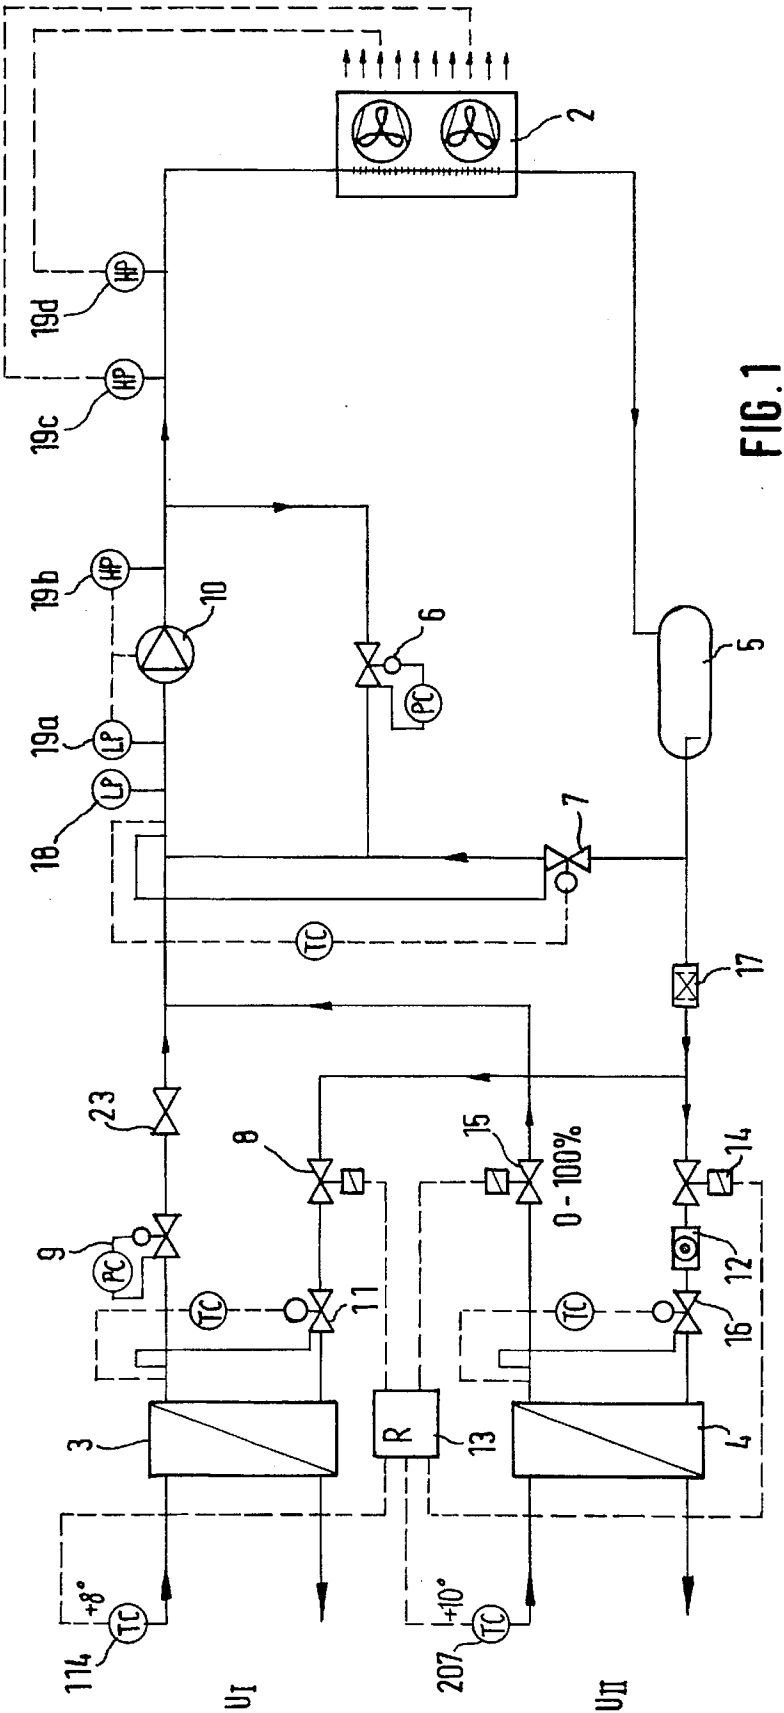 2
HP
19d
HP
19c
FIG. 1
HP
19b
10
6
PC
5
LP
19a
LP
18
7
TC
17
23
8
15
0-100%
14
9
PC
12
TC
11
TC
16
3
R
13
4
+8°
TC
114
+10°
TC
207
UI
UII